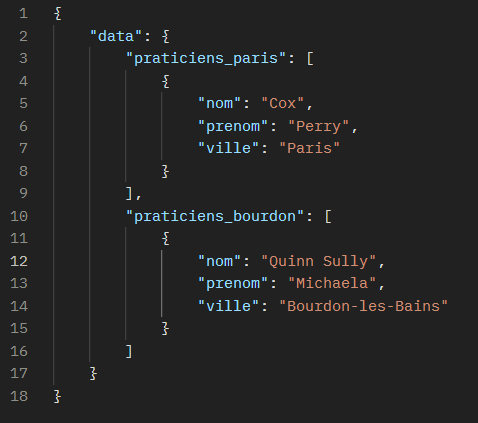 1 {
2     "data": {
3         "praticiens_paris": [
4             {
5                 "nom": "Cox",
6                 "prenom": "Perry",
7                 "ville": "Paris"
8             }
9         ],
10         "praticiens_bourdon": [
11             {
12                 "nom": "Quinn Sully",
13                 "prenom": "Michaela",
14                 "ville": "Bourdon-les-Bains"
15             }
16         ]
17     }
18 }